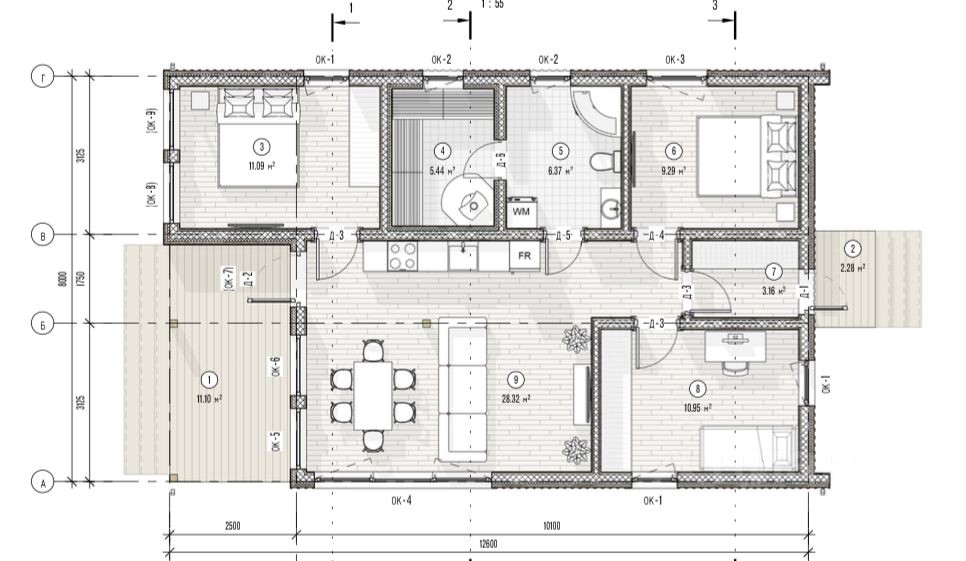 1
2
1 : 55
3
ОК-1
ОК-2
ОК-2
ОК-3
Г
(ОК-9)
3125
3
11.09 м²
4
5.44 м²
Д-6
5
6.37 м²
6
9.29 м²
(ОК-8)
WM
В
Д-3
Д-5
Д-4
2
2.28 м²
8000
1750
(ОК-7)
Д-2
FR
7
3.16 м²
Д-3
Д-1
Б
Д-3
ОК-6
1
11.10 м²
9
28.32 м²
8
10.95 м²
ОК-1
3125
ОК-5
А
ОК-4
ОК-1
2500
10100
12600